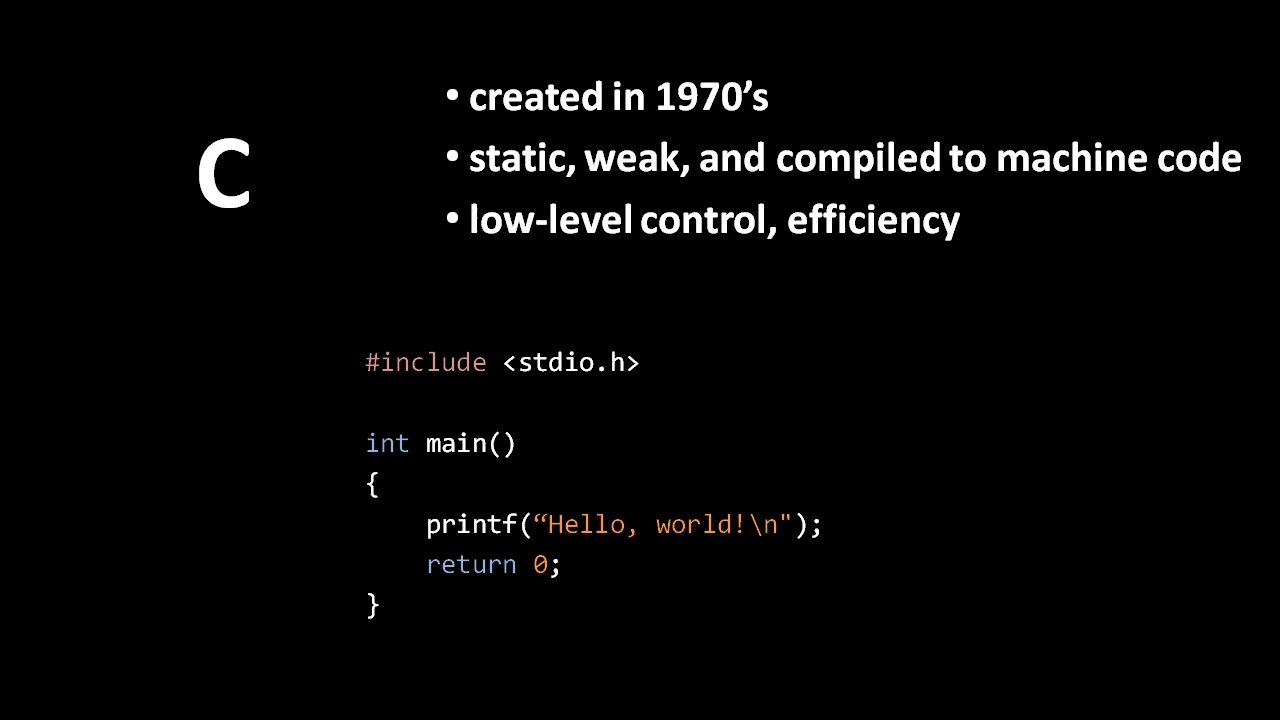 C
• created in 1970’s
• static, weak, and compiled to machine code
• low-level control, efficiency
#include <stdio.h>
int main()
{
    printf(“Hello, world!\n");
    return 0;
}